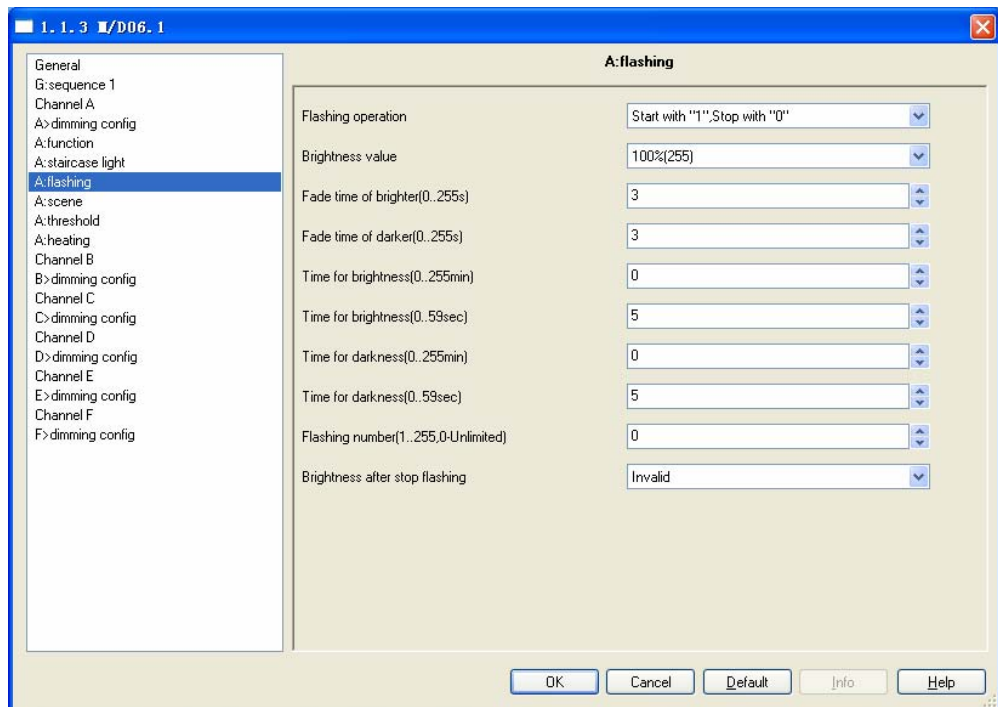 1.1.3 M/D06.1
General
G:sequence 1
Channel A
A>dimming config
A:function
A:staircase light
A:flashing
A:scene
A:threshold
A:heating
Channel B
B>dimming config
Channel C
C>dimming config
Channel D
D>dimming config
Channel E
E>dimming config
Channel F
F>dimming config
A:flashing
Flashing operation Start with "1",Stop with "0"
Brightness value 100%(255)
Fade time of brighter(0..255s) 3
Fade time of darker(0..255s) 3
Time for brightness(0..255min) 0
Time for brightness(0..59sec) 5
Time for darkness(0..255min) 0
Time for darkness(0..59sec) 5
Flashing number(1..255,0-Unlimited) 0
Brightness after stop flashing Invalid
OK Cancel Default Info Help